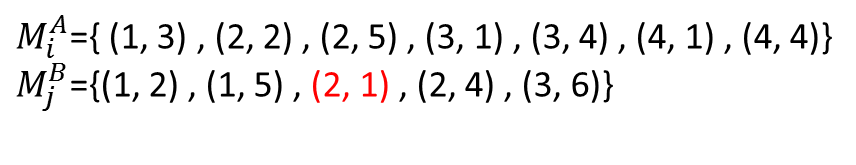 M_i^A={ (1, 3) , (2, 2) , (2, 5) , (3, 1) , (3, 4) , (4, 1) , (4, 4)}
M_j^B={(1, 2) , (1, 5) , (2, 1) , (2, 4) , (3, 6)}